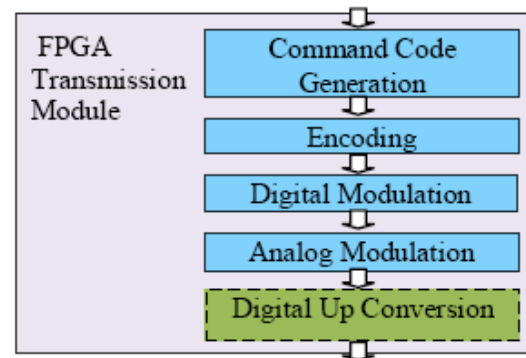 FPGA
Transmission
Module
Command Code
Generation
Encoding
Digital Modulation
Analog Modulation
Digital Up Conversion